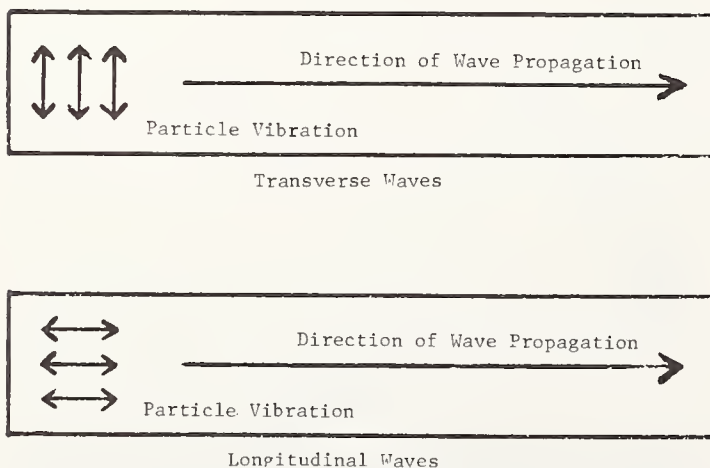 Direction of Wave Propagation
Particle Vibration
Transverse Waves
Direction of Wave Propagation
Particle Vibration
Longitudinal Waves